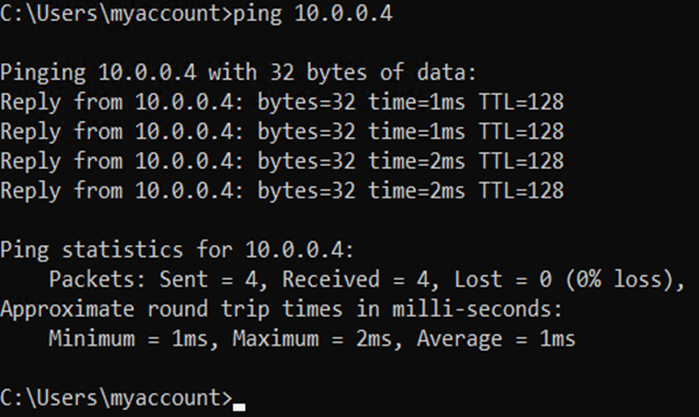 C:\Users\myaccount>ping 10.0.0.4
Pinging 10.0.0.4 with 32 bytes of data:
Reply from 10.0.0.4: bytes=32 time=1ms TTL=128
Reply from 10.0.0.4: bytes=32 time=1ms TTL=128
Reply from 10.0.0.4: bytes=32 time=2ms TTL=128
Reply from 10.0.0.4: bytes=32 time=2ms TTL=128
Ping statistics for 10.0.0.4:
    Packets: Sent = 4, Received = 4, Lost = 0 (0% loss),
Approximate round trip times in milli-seconds:
    Minimum = 1ms, Maximum = 2ms, Average = 1ms
C:\Users\myaccount>